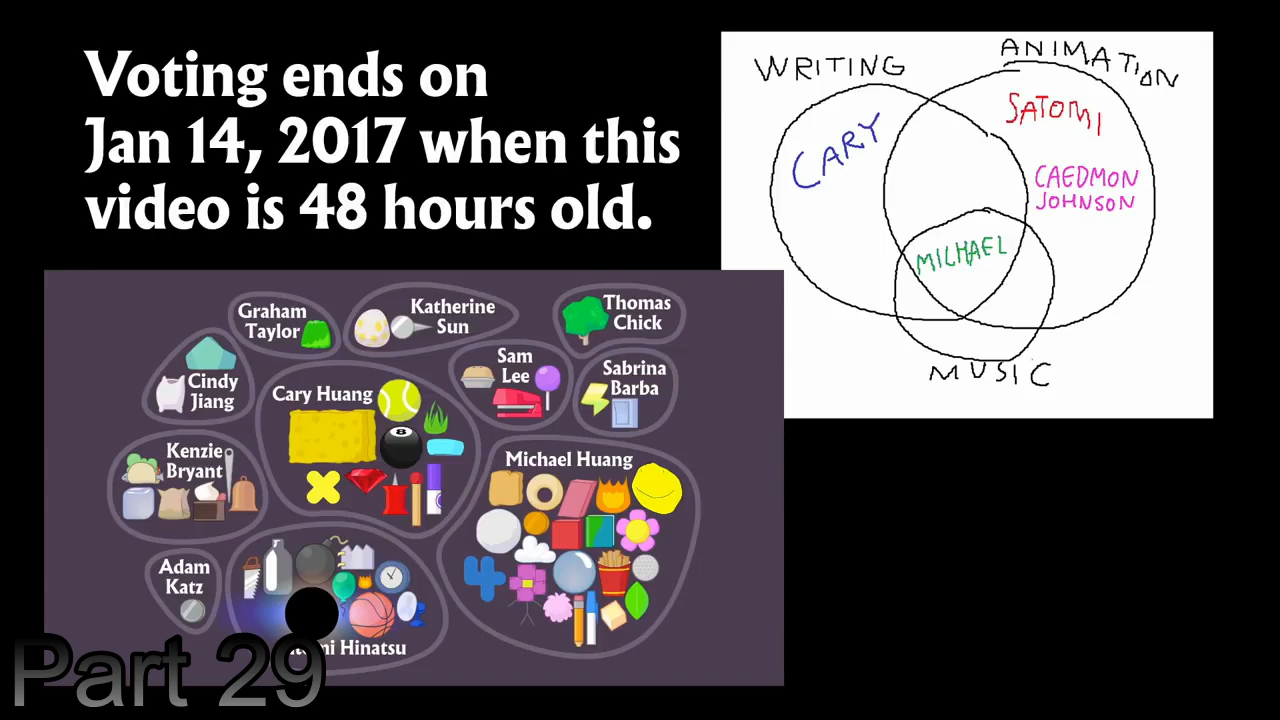 Voting ends on
Jan 14, 2017 when this
video is 48 hours old.
WRITING
ANIMATION
CARY
SATOMI
CAEDMON
JOHNSON
MICHAEL
MUSIC
Graham
Taylor
Katherine
Sun
Thomas
Chick
Cindy
Jiang
Cary Huang
8
Sam
Lee
Sabrina
Barba
Kenzie
Bryant
Michael Huang
Adam
Katz
Hinatsu
Part 29